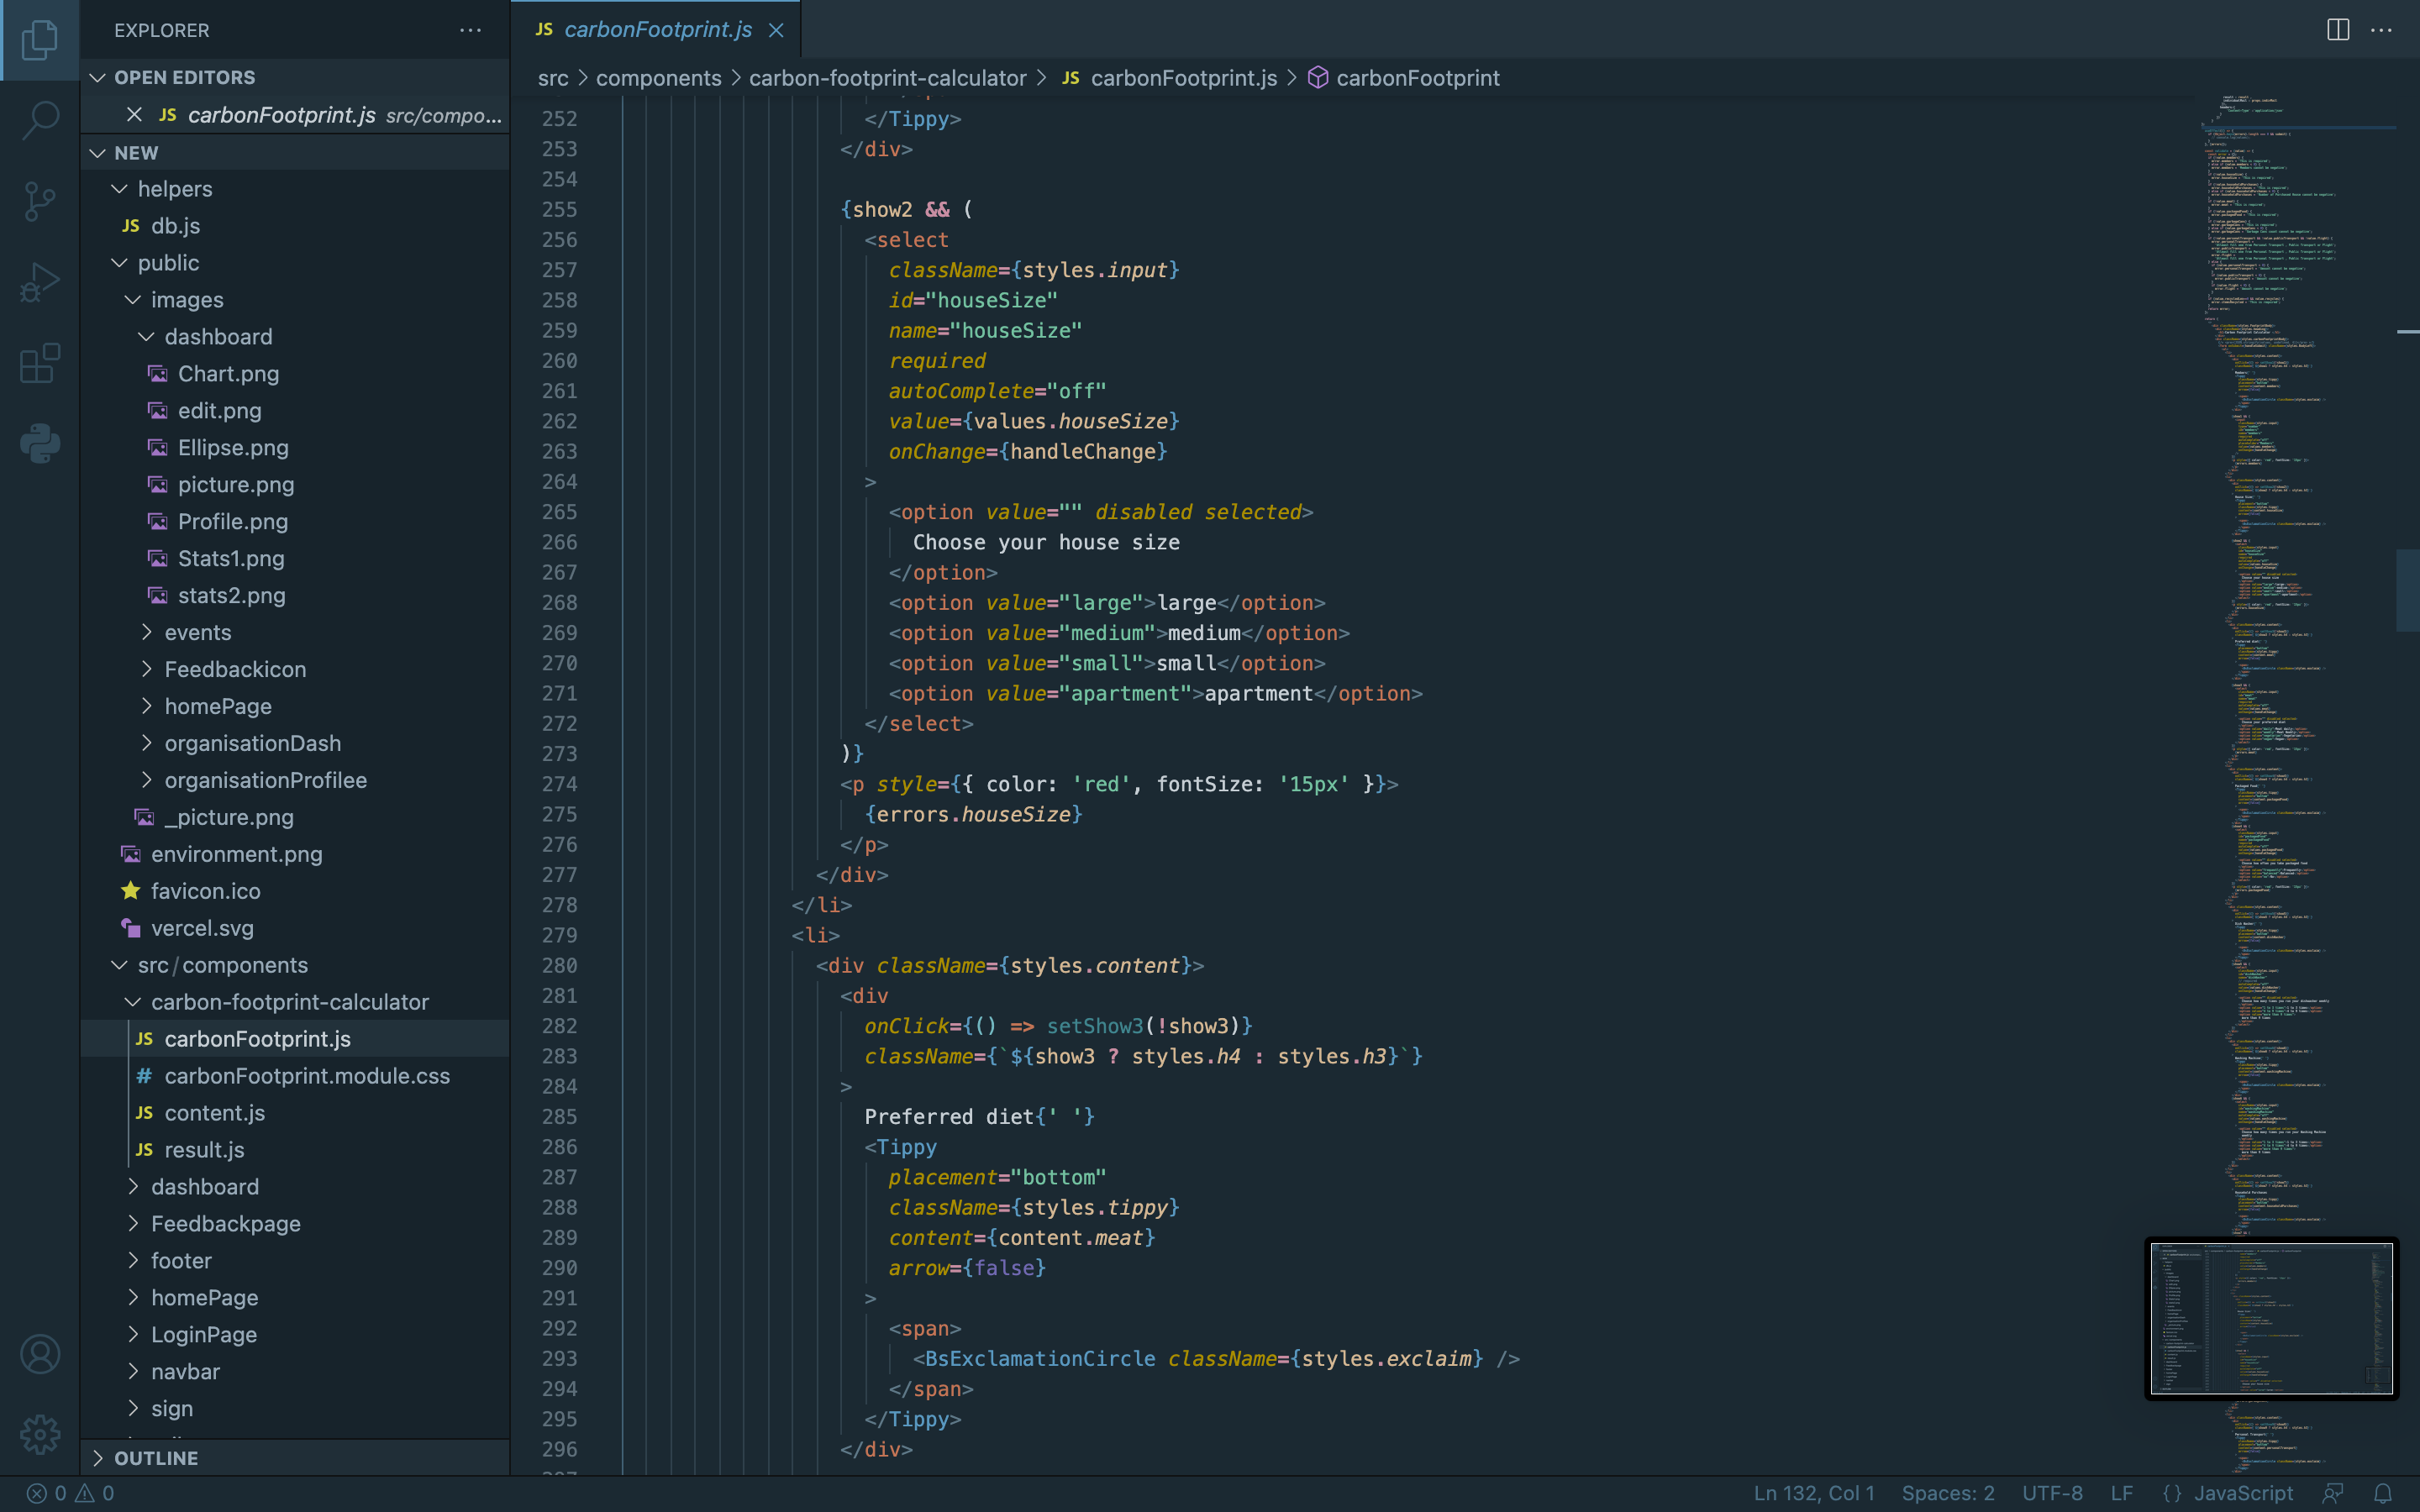 EXPLORER
OPEN EDITORS
JS carbonFootprint.js src/compo...
NEW
helpers
JS db.js
public
images
dashboard
Chart.png
edit.png
Ellipse.png
picture.png
Profile.png
Stats1.png
stats2.png
events
Feedbackicon
homePage
organisationDash
organisationProfilee
_picture.png
environment.png
favicon.ico
vercel.svg
src/components
carbon-footprint-calculator
JS carbonFootprint.js
# carbonFootprint.module.css
JS content.js
JS result.js
dashboard
Feedbackpage
footer
homePage
LoginPage
navbar
sign
OUTLINE
JS carbonFootprint.js
src > components > carbon-footprint-calculator > JS carbonFootprint.js > carbonFootprint
252 </Tippy>
253 </div>
254
255 {show2 && (
256 <select
257 className={styles.input}
258 id="houseSize"
259 name="houseSize"
260 required
261 autoComplete="off"
262 value={values.houseSize}
263 onChange={handleChange}
264 >
265 <option value="" disabled selected>
266 Choose your house size
267 </option>
268 <option value="large">large</option>
269 <option value="medium">medium</option>
270 <option value="small">small</option>
271 <option value="apartment">apartment</option>
272 </select>
273 )}
274 <p style={{ color: 'red', fontSize: '15px' }}>
275 {errors.houseSize}
276 </p>
277 </div>
278 </li>
279 <li>
280 <div className={styles.content}>
281 <div
282 onClick={() => setShow3(!show3)}
283 className={`${show3 ? styles.h4 : styles.h3}`}
284 >
285 Preferred diet{' '}
286 <Tippy
287 placement="bottom"
288 className={styles.tippy}
289 content={content.meat}
290 arrow={false}
291 >
292 <span>
293 <BsExclamationCircle className={styles.exclaim} />
294 </span>
295 </Tippy>
296 </div>
0 0
Ln 132, Col 1
Spaces: 2
UTF-8
LF
{} JavaScript